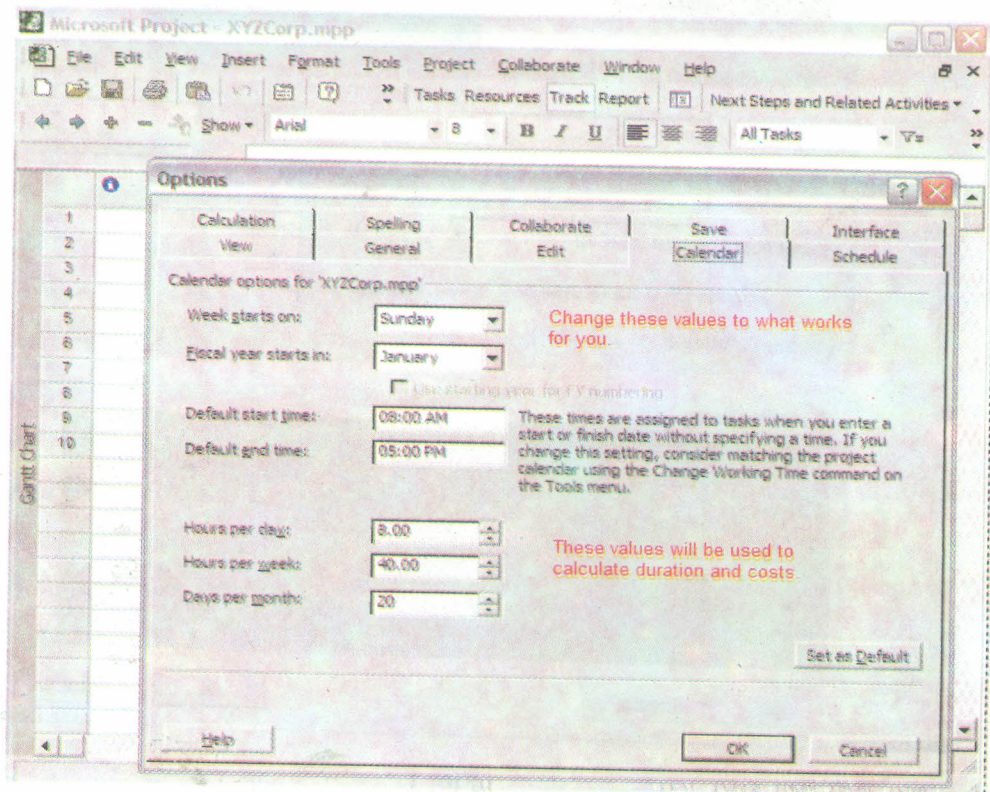 Microsoft Project - XYZCorp.mpp
File Edit View Insert Format Tools Project Collaborate Window Help
Tasks Resources Track Report Next Steps and Related Activities
Show Arial 8 B I U All Tasks
Options
Calculation Spelling Collaborate Save Interface
View General Edit Calendar Schedule
Calendar options for 'XYZCorp.mpp'
Week starts on: Sunday
Change these values to what works
for you.
Fiscal year starts in: January
Use starting year for FY numbering
Default start time: 08:00 AM
Default end time: 05:00 PM
These times are assigned to tasks when you enter a
start or finish date without specifying a time. If you
change this setting, consider matching the project
calendar using the Change Working Time command on
the Tools menu.
Hours per day: 8.00
Hours per week: 40.00
Days per month: 20
These values will be used to
calculate duration and costs
Set as Default
Help OK Cancel
1
2
3
4
5
6
7
8
9
10
Gantt Chart